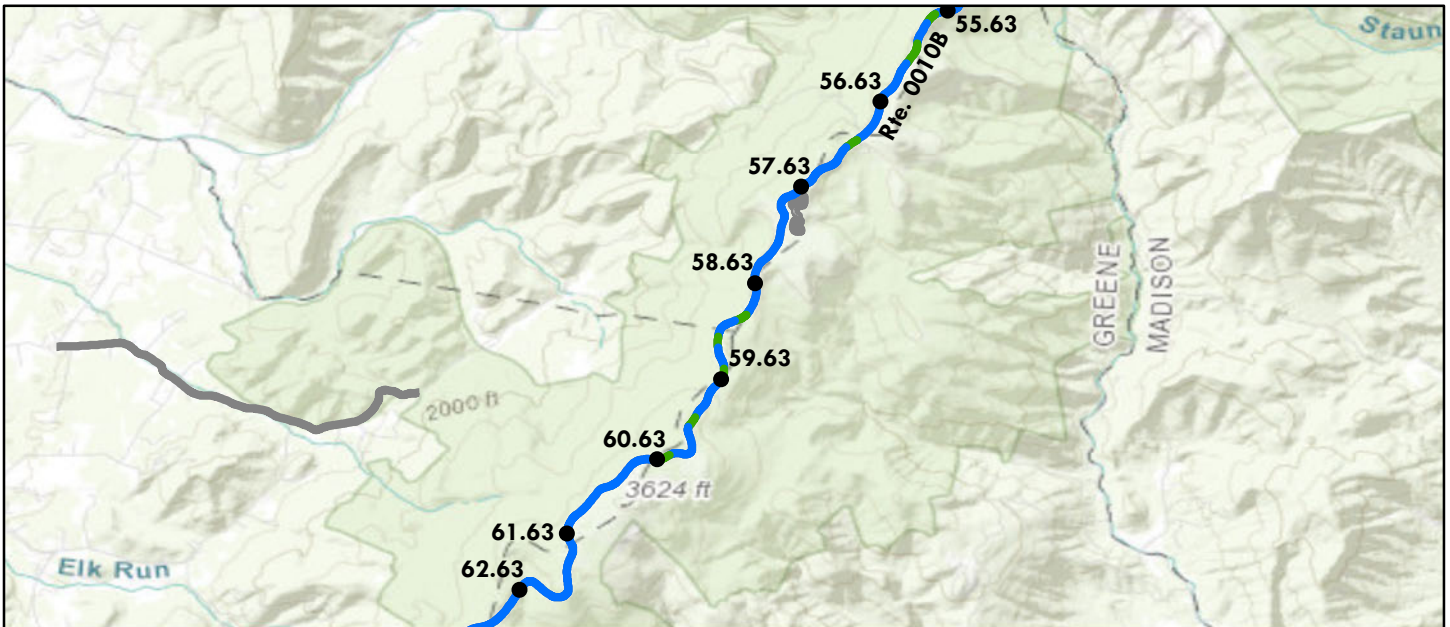 55.63
Staun
Rte. 0010B
56.63
57.63
58.63
GREENE
MADISON
59.63
2000 ft
60.63
3624 ft
61.63
Elk Run
62.63